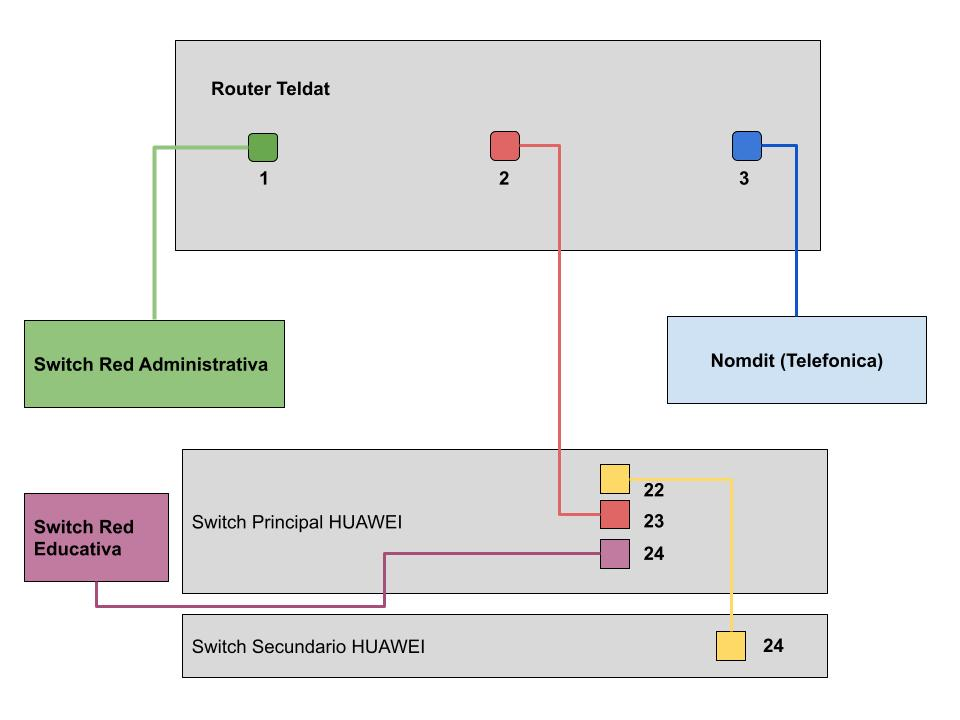 Router Teldat
1
2
3
Switch Red Administrativa
Nomdit (Telefonica)
22
Switch Principal HUAWEI
23
24
Switch Red
Educativa
Switch Secundario HUAWEI
24